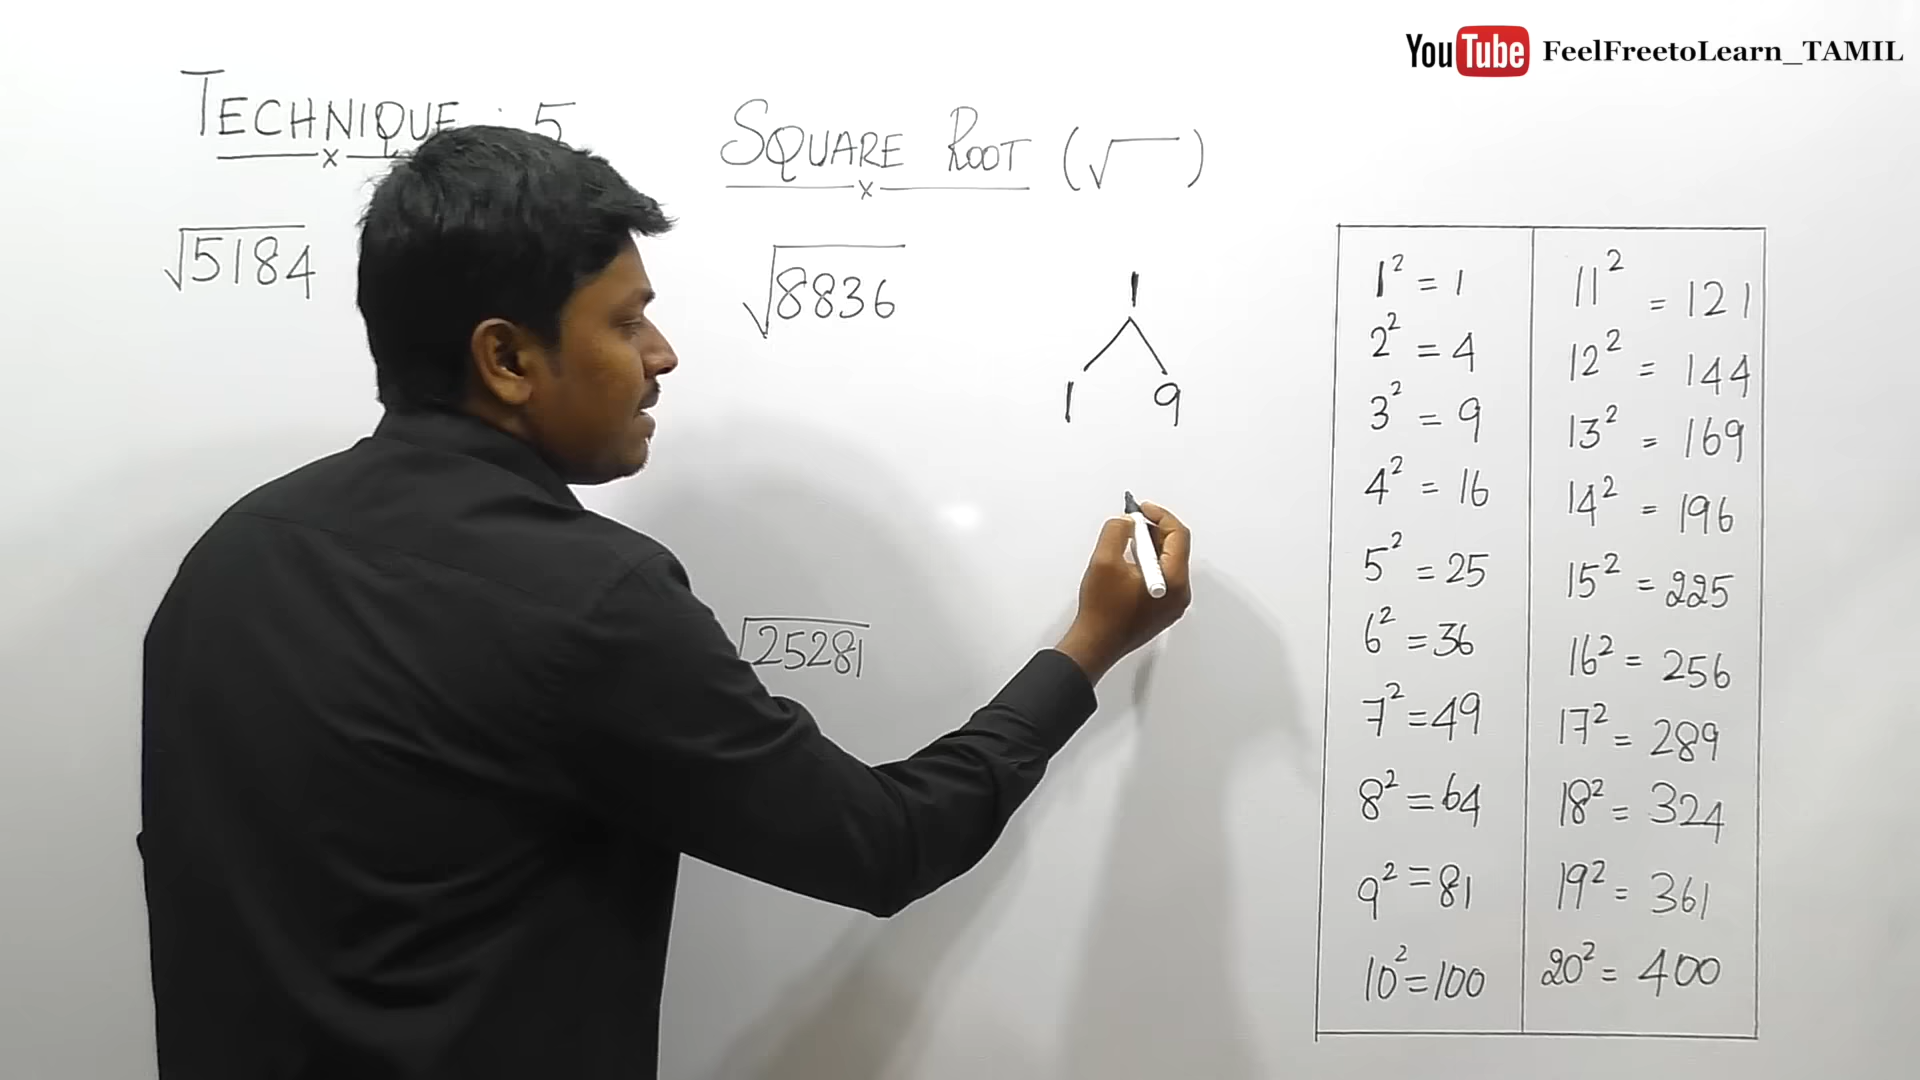 YouTube FeelFreetoLearn_TAMIL
TECHNIQUE : 5
SQUARE ROOT (√ )
√5184
√8836
1
1 9
√25281
1² = 1
2² = 4
3² = 9
4² = 16
5² = 25
6² = 36
7² = 49
8² = 64
9² = 81
10² = 100
11² = 121
12² = 144
13² = 169
14² = 196
15² = 225
16² = 256
17² = 289
18² = 324
19² = 361
20² = 400